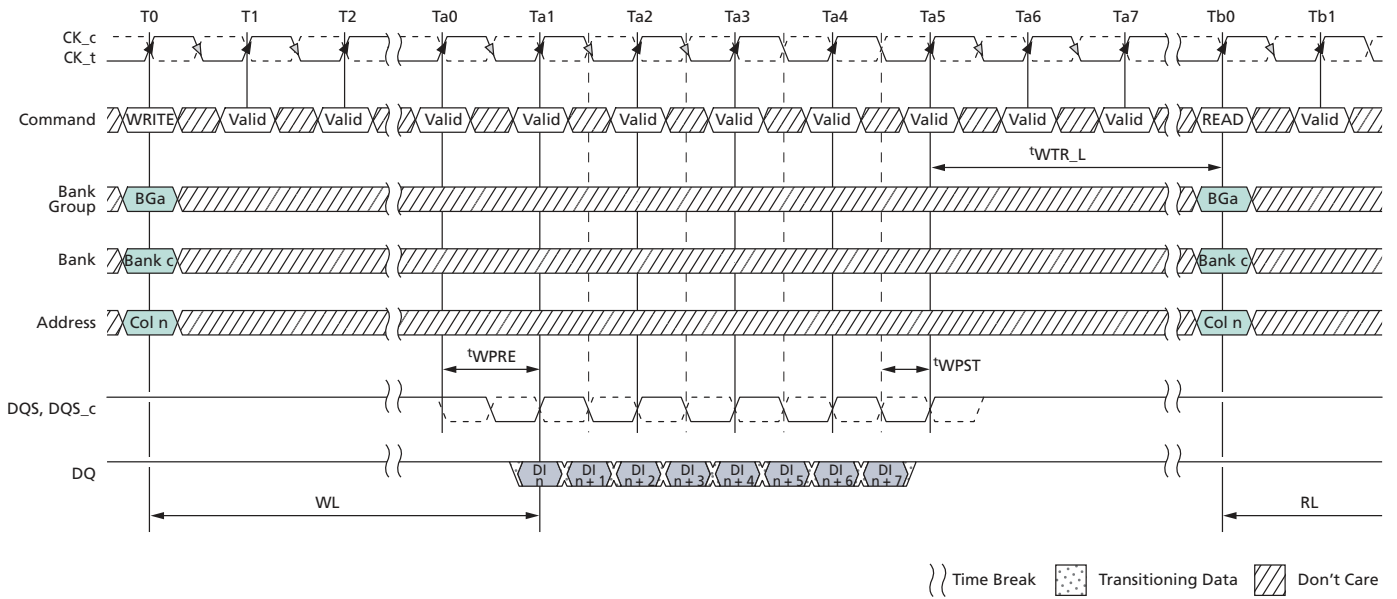 T0 T1 T2 Ta0 Ta1 Ta2 Ta3 Ta4 Ta5 Ta6 Ta7 Tb0 Tb1
CK_c
CK_t
Command WRITE Valid Valid Valid Valid Valid Valid Valid Valid Valid Valid READ Valid
tWTR_L
Bank Group BGa BGa
Bank Bank c Bank c
Address Col n Col n
tWPRE tWPST
DQS, DQS_c
DQ DI n DI n + 1 DI n + 2 DI n + 3 DI n + 4 DI n + 5 DI n + 6 DI n + 7
WL RL
Time Break Transitioning Data Don't Care